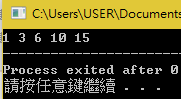 C:\Users\USER\Documents
1 3 6 10 15
--------------------------------
Process exited after 0
請按任意鍵繼續 . . .